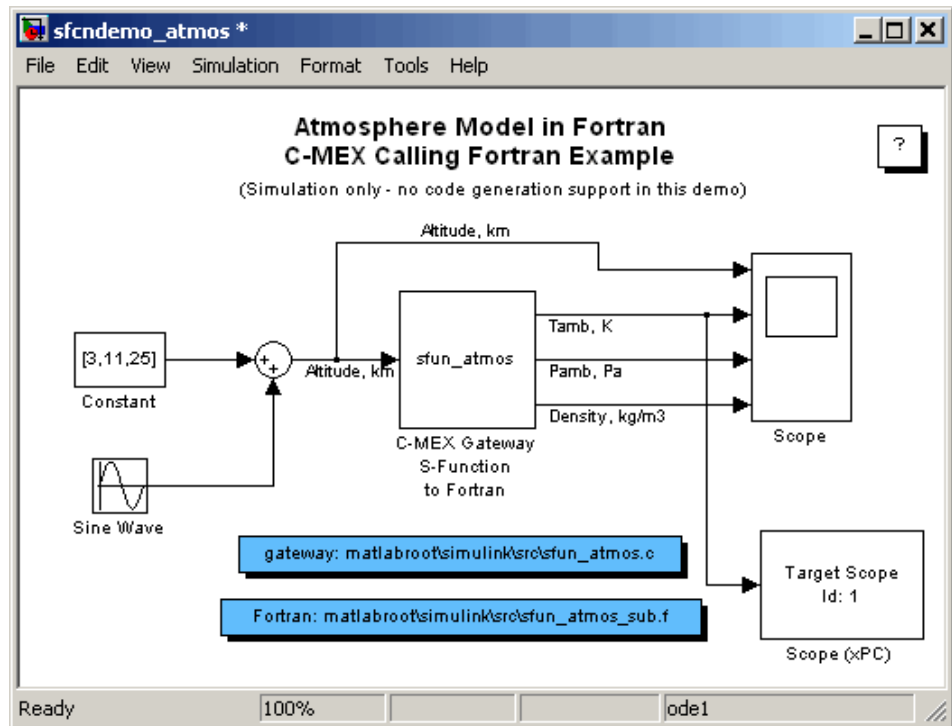 sfcndemo_atmos *
File Edit View Simulation Format Tools Help
Atmosphere Model in Fortran
C-MEX Calling Fortran Example
(Simulation only - no code generation support in this demo)
?
Altitude, km
[3,11,25]
Constant
Altitude, km
sfun_atmos
Tamb, K
Pamb, Pa
Density, kg/m3
C-MEX Gateway
S-Function
to Fortran
Scope
Sine Wave
gateway: matlabroot\simulink\src\sfun_atmos.c
Fortran: matlabroot\simulink\src\sfun_atmos_sub.f
Target Scope
Id: 1
Scope (xPC)
Ready 100% ode1